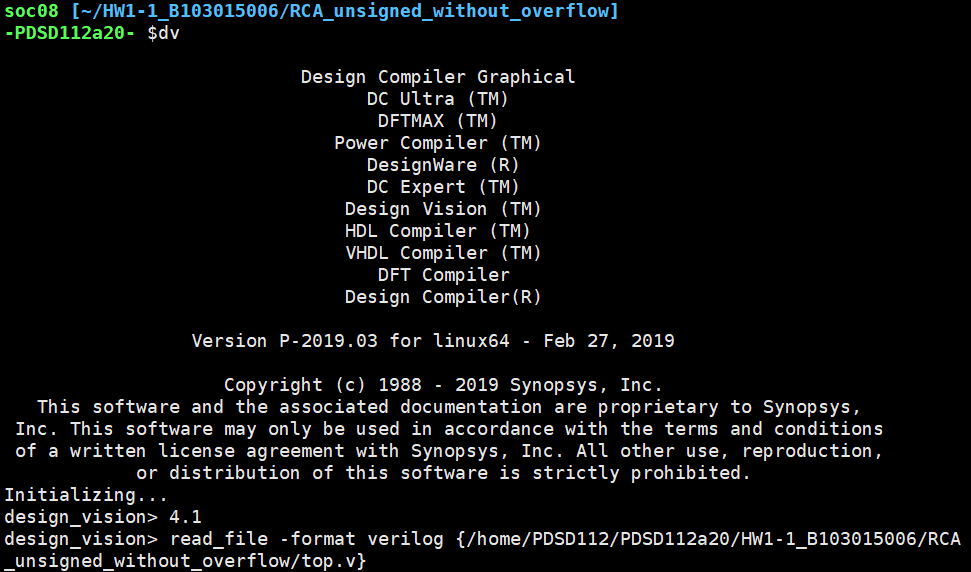 soc08 [~/HW1-1_B103015006/RCA_unsigned_without_overflow]
-PDSD112a20- $dv
Design Compiler Graphical
DC Ultra (TM)
DFTMAX (TM)
Power Compiler (TM)
DesignWare (R)
DC Expert (TM)
Design Vision (TM)
HDL Compiler (TM)
VHDL Compiler (TM)
DFT Compiler
Design Compiler(R)
Version P-2019.03 for linux64 - Feb 27, 2019
Copyright (c) 1988 - 2019 Synopsys, Inc.
This software and the associated documentation are proprietary to Synopsys,
Inc. This software may only be used in accordance with the terms and conditions
of a written license agreement with Synopsys, Inc. All other use, reproduction,
or distribution of this software is strictly prohibited.
Initializing...
design_vision> 4.1
design_vision> read_file -format verilog {/home/PDSD112/PDSD112a20/HW1-1_B103015006/RCA
_unsigned_without_overflow/top.v}